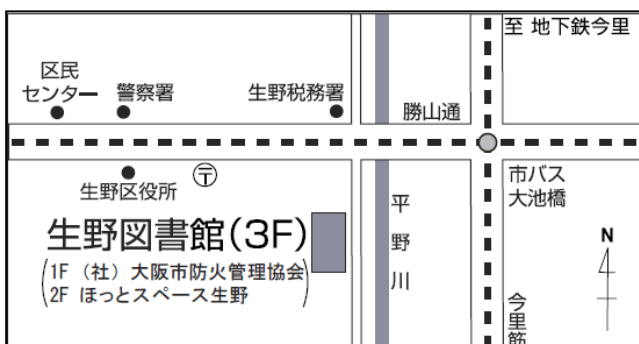 至 地下鉄今里
区民
センター
警察署
生野税務署
勝山通
生野区役所
〒
市バス
大池橋
生野図書館(3F)
1F （社）大阪市防火管理協会
2F ほっとスペース生野
平野川
N
今里筋